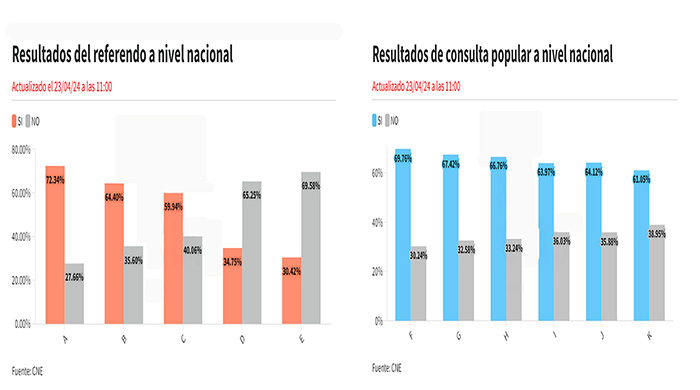 Resultados del referendo a nivel nacional
Actualizado el 23/04/24 a las 11:00
SI NO
80.00%
60.00%
40.00%
20.00%
0.00%
72.34%
27.66%
64.40%
35.60%
59.94%
40.06%
34.75%
65.25%
30.42%
69.58%
A
B
C
D
E
Fuente: CNE
Resultados de consulta popular a nivel nacional
Actualizado 23/04/24 a las 11:00
SI NO
60%
40%
20%
0%
69.76%
30.24%
67.42%
32.58%
66.76%
33.24%
63.97%
36.03%
64.12%
35.88%
61.05%
38.95%
F
G
H
I
J
K
Fuente: CNE